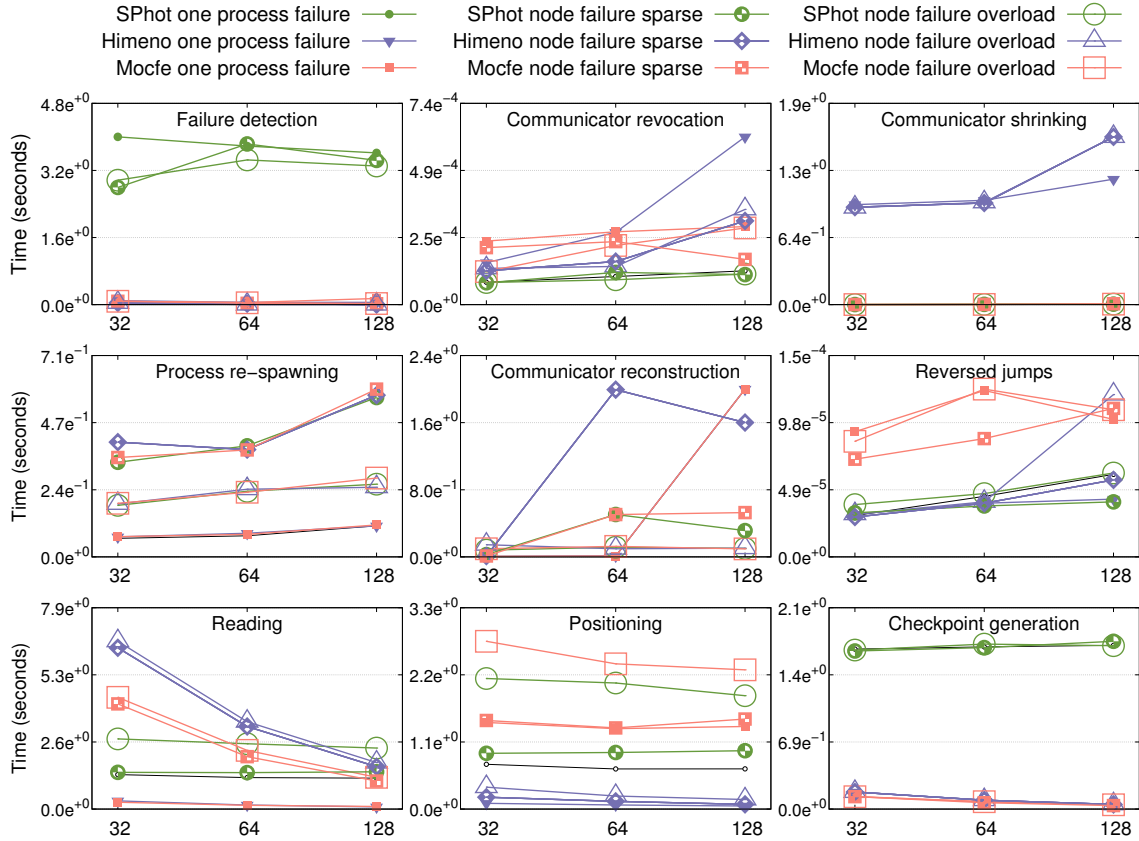 SPhot one process failure
SPhot node failure sparse
SPhot node failure overload
Himeno one process failure
Himeno node failure sparse
Himeno node failure overload
Mocfe one process failure
Mocfe node failure sparse
Mocfe node failure overload
Failure detection
Time (seconds)
4.8e+0
3.2e+0
1.6e+0
0.0e+0
32 64 128
Communicator revocation
7.4e−4
4.9e−4
2.5e−4
0.0e+0
32 64 128
Communicator shrinking
1.9e+0
1.3e+0
6.4e−1
0.0e+0
32 64 128
Process re−spawning
Time (seconds)
7.1e−1
4.7e−1
2.4e−1
0.0e+0
32 64 128
Communicator reconstruction
2.4e+0
1.6e+0
8.0e−1
0.0e+0
32 64 128
Reversed jumps
1.5e−4
9.8e−5
4.9e−5
0.0e+0
32 64 128
Reading
Time (seconds)
7.9e+0
5.3e+0
2.6e+0
0.0e+0
32 64 128
Positioning
3.3e+0
2.2e+0
1.1e+0
0.0e+0
32 64 128
Checkpoint generation
2.1e+0
1.4e+0
6.9e−1
0.0e+0
32 64 128